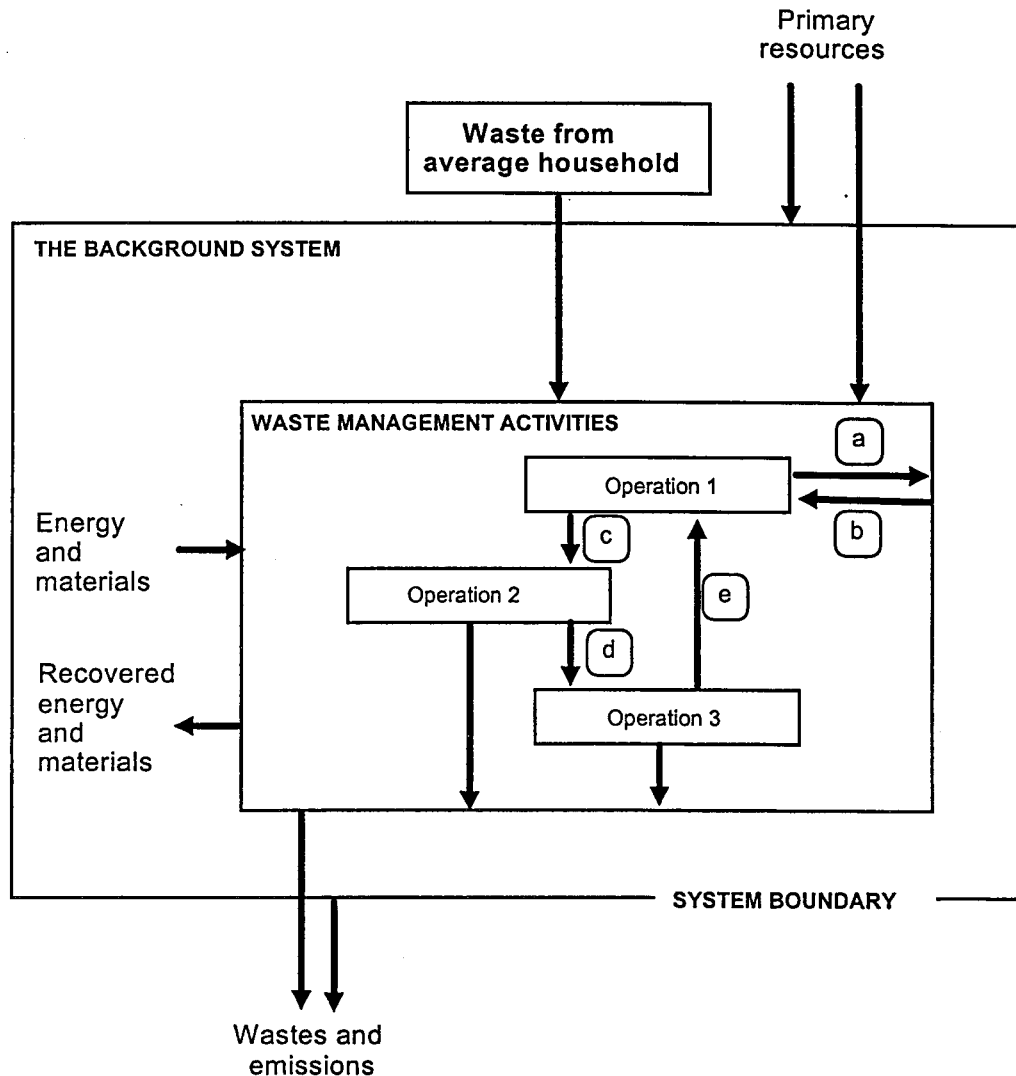 Primary
resources
Waste from
average household
THE BACKGROUND SYSTEM
WASTE MANAGEMENT ACTIVITIES
a
Operation 1
b
c
Energy
and
materials
Operation 2
e
d
Recovered
energy
and
materials
Operation 3
SYSTEM BOUNDARY
Wastes and
emissions